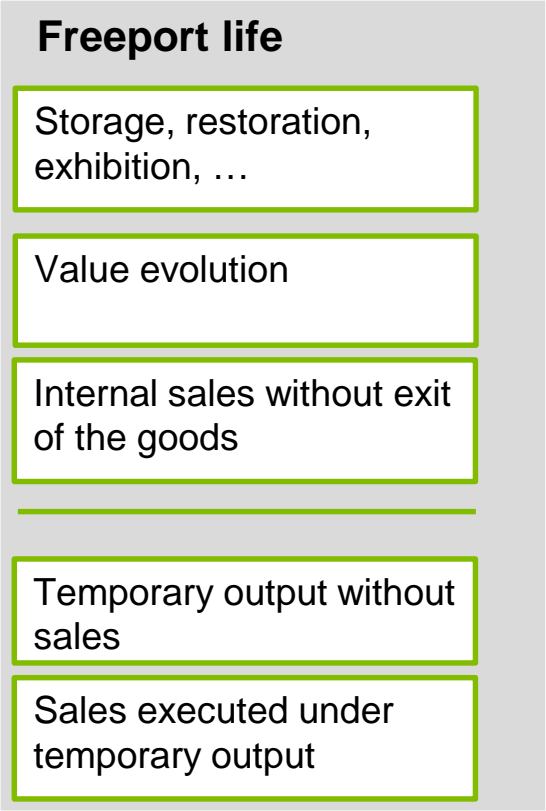 Freeport life
Storage, restoration,
exhibition, …
Value evolution
Internal sales without exit
of the goods
Temporary output without
sales
Sales executed under
temporary output